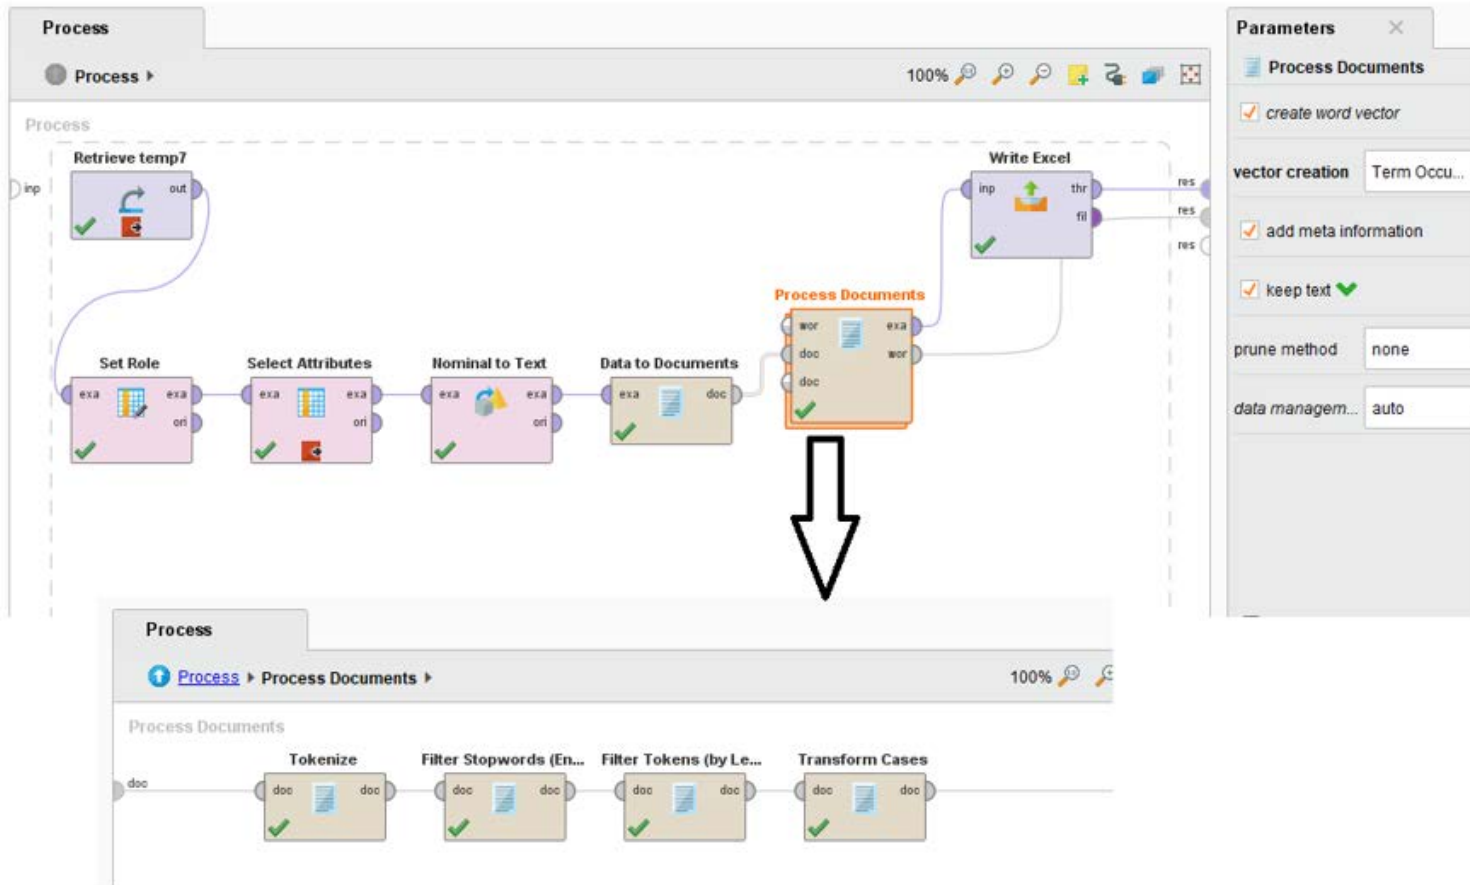 Process
Process
100%
Process
Retrieve temp7
inp
out
Write Excel
inp
thr
fil
res
res
res
Process Documents
wor
exa
doc
wor
doc
Set Role
exa
exa
ori
Select Attributes
exa
exa
ori
Nominal to Text
exa
exa
ori
Data to Documents
exa
doc
Parameters
Process Documents
create word vector
vector creation Term Occu...
add meta information
keep text
prune method none
data managem... auto
Process
Process Process Documents
100%
Process Documents
doc
Tokenize
doc
doc
Filter Stopwords (En...
doc
doc
Filter Tokens (by Le...
doc
doc
Transform Cases
doc
doc